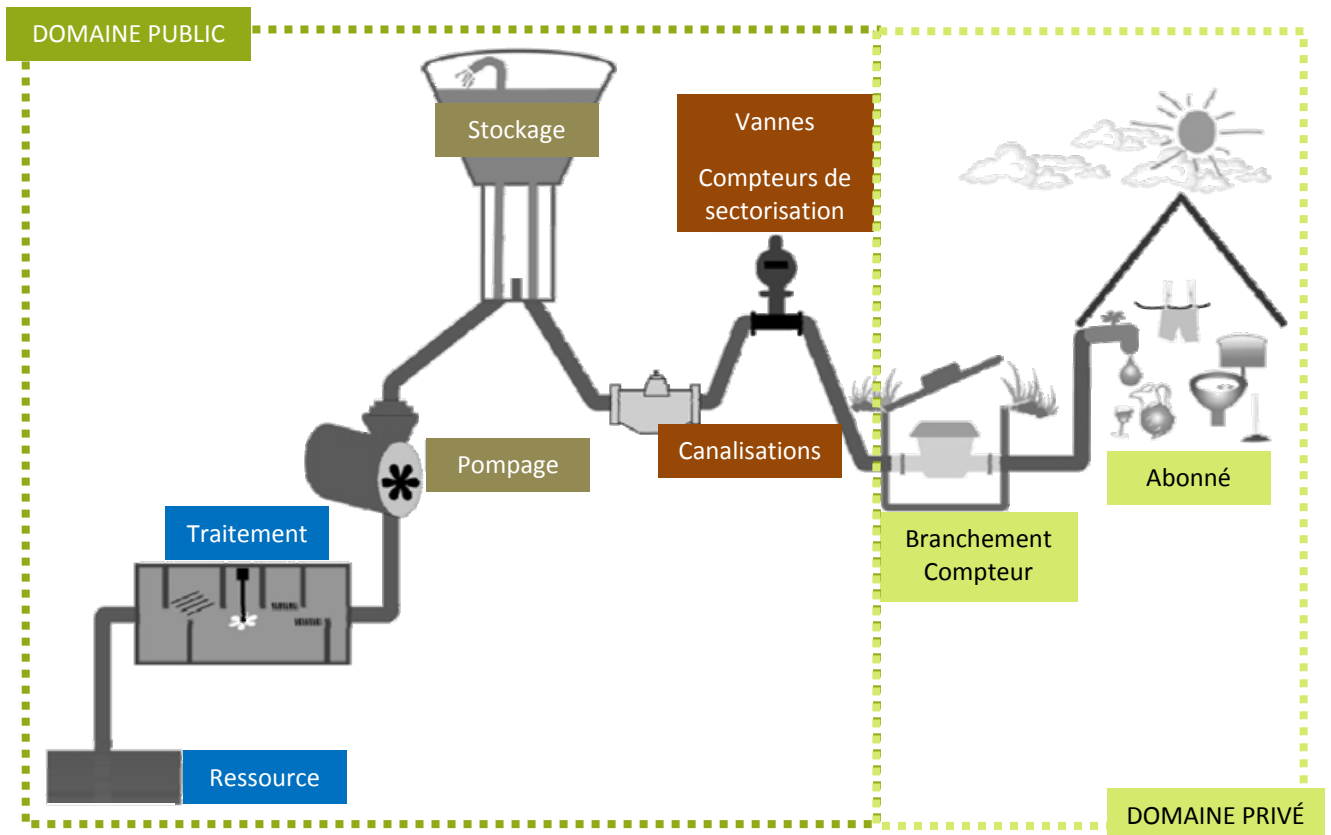 DOMAINE PUBLIC
Stockage
Vannes
Compteurs de
sectorisation
Pompage
Canalisations
Abonné
Traitement
Branchement
Compteur
Ressource
DOMAINE PRIVÉ